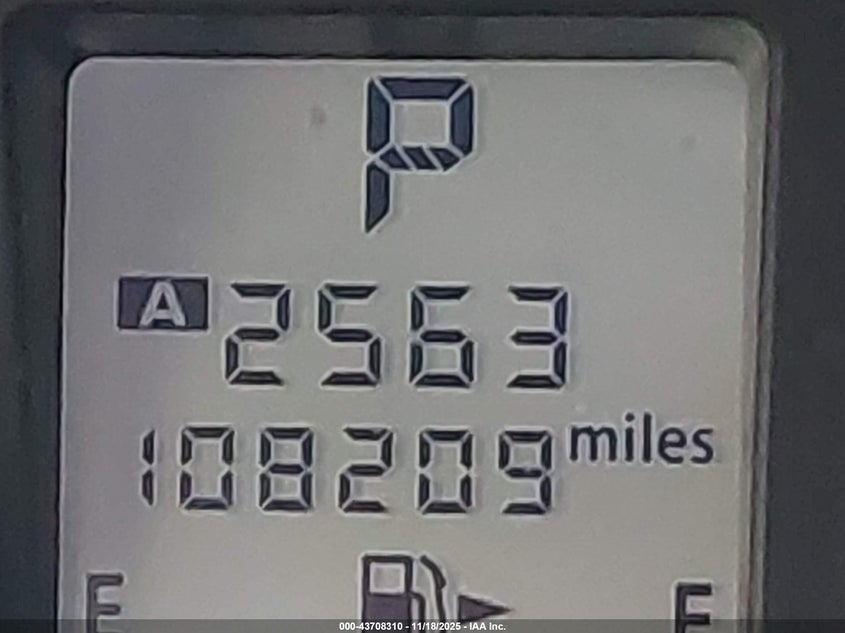 P
A 2563
108209 miles
E F
000-43708310 - 11/18/2025 - IAA Inc.